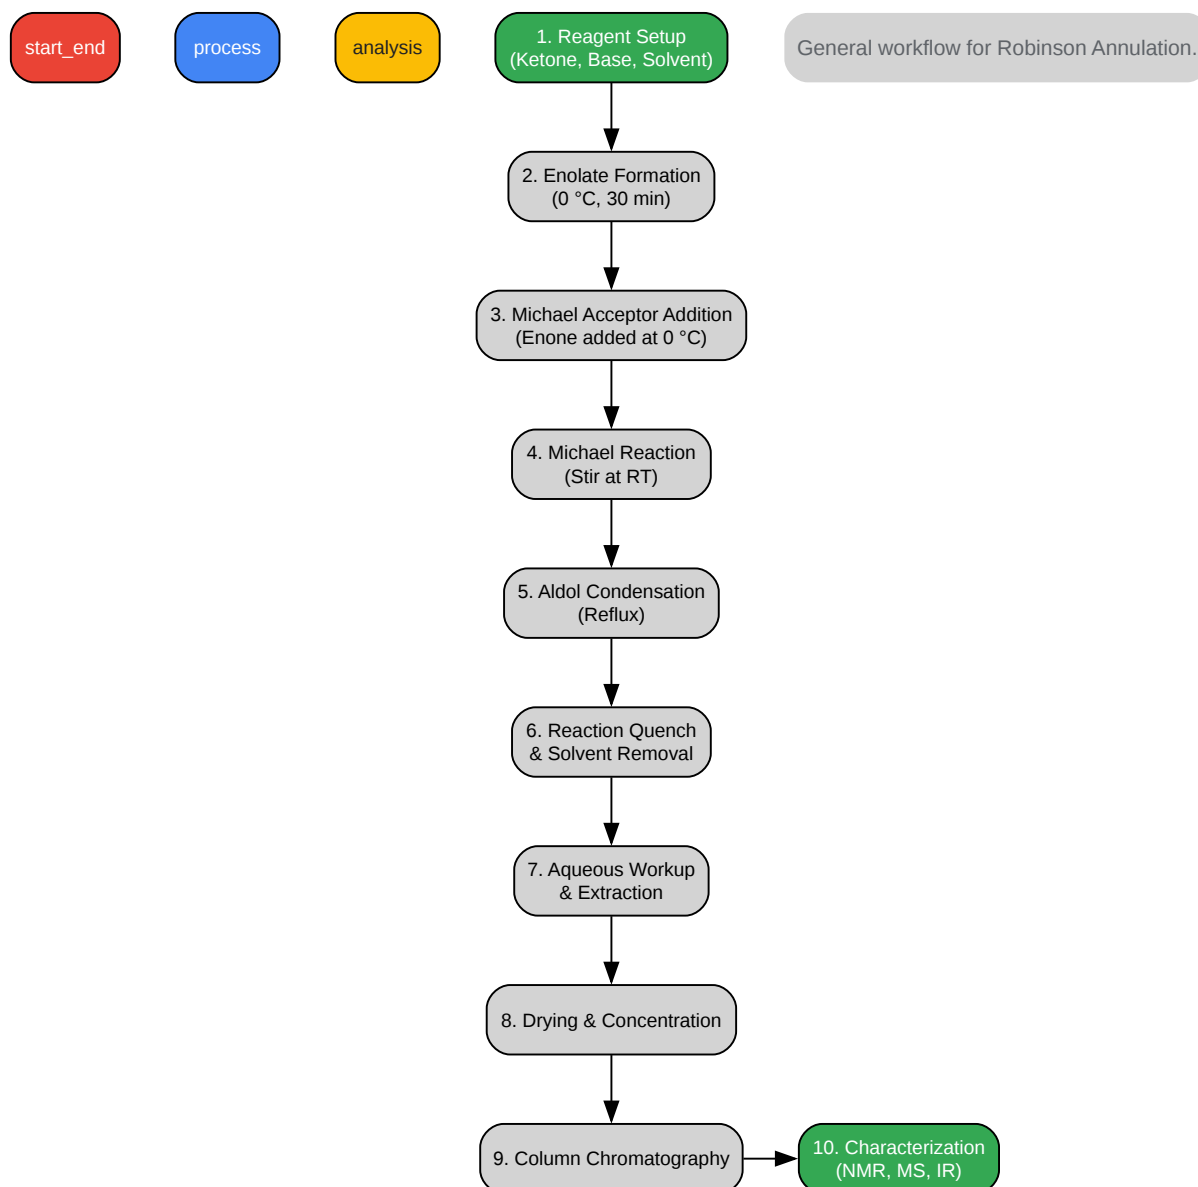 start_end
process
analysis
1. Reagent Setup
(Ketone, Base, Solvent)
General workflow for Robinson Annulation.
2. Enolate Formation
(0 °C, 30 min)
3. Michael Acceptor Addition
(Enone added at 0 °C)
4. Michael Reaction
(Stir at RT)
5. Aldol Condensation
(Reflux)
6. Reaction Quench
& Solvent Removal
7. Aqueous Workup
& Extraction
8. Drying & Concentration
9. Column Chromatography
10. Characterization
(NMR, MS, IR)